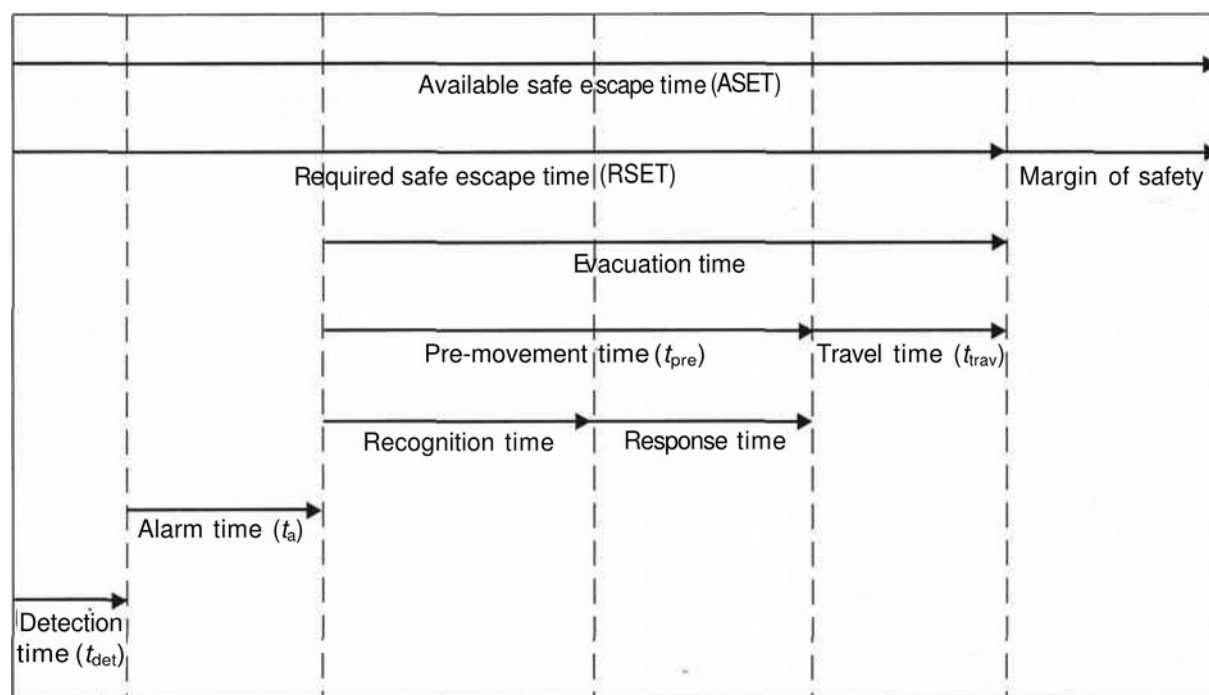 Available safe escape time (ASET)
Required safe escape time (RSET)
Margin of safety
Evacuation time
Pre-movement time (tpre)
Travel time (ttrav)
Recognition time
Response time
Alarm time (ta)
Detection
time (tdet)